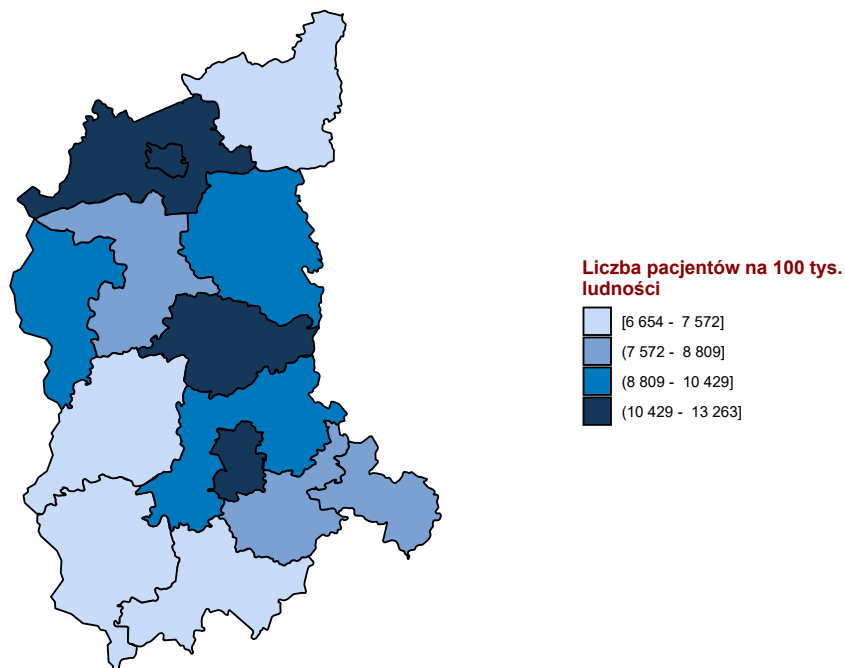 Liczba pacjentów na 100 tys.
ludności
[6 654 - 7 572]
(7 572 - 8 809]
(8 809 - 10 429]
(10 429 - 13 263]